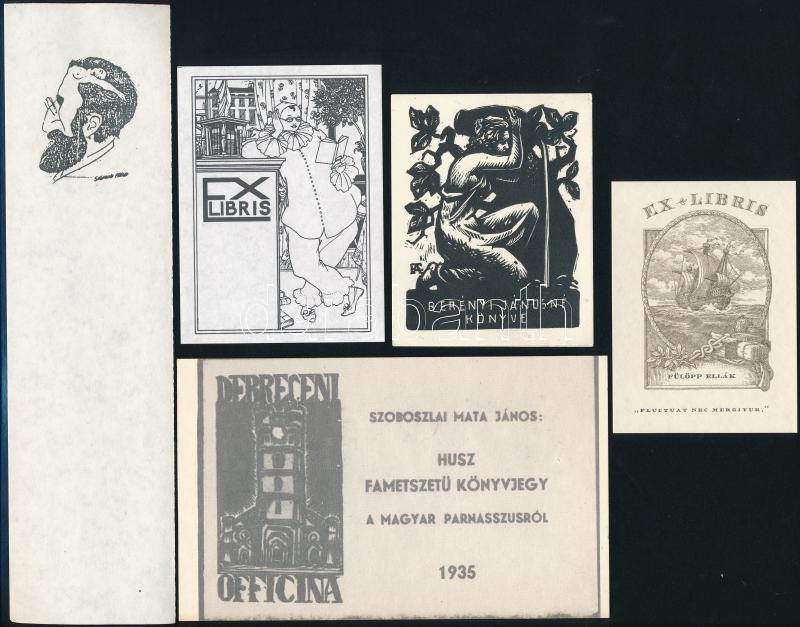 EX
LIBRIS
BERÉNYI JÁNOSNÉ
KÖNYVE
EX LIBRIS
FÜLÖPP ELLÁK
„FLUCTUAT NEC MERGITUR."
DEBRECENI
OFFICINA
SZOBOSZLAI MATA JÁNOS:
HUSZ
FAMETSZETŰ KÖNYVJEGY
A MAGYAR PARNASSZUSRÓL
1935
darabanth